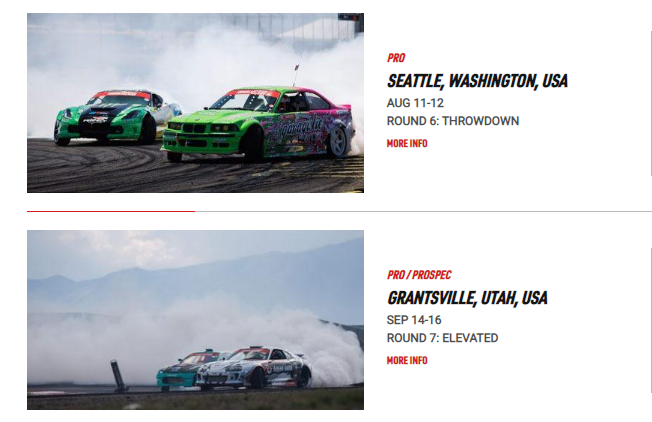 PRO
SEATTLE, WASHINGTON, USA
AUG 11-12
ROUND 6: THROWDOWN
MORE INFO
PRO / PROSPEC
GRANTSVILLE, UTAH, USA
SEP 14-16
ROUND 7: ELEVATED
MORE INFO